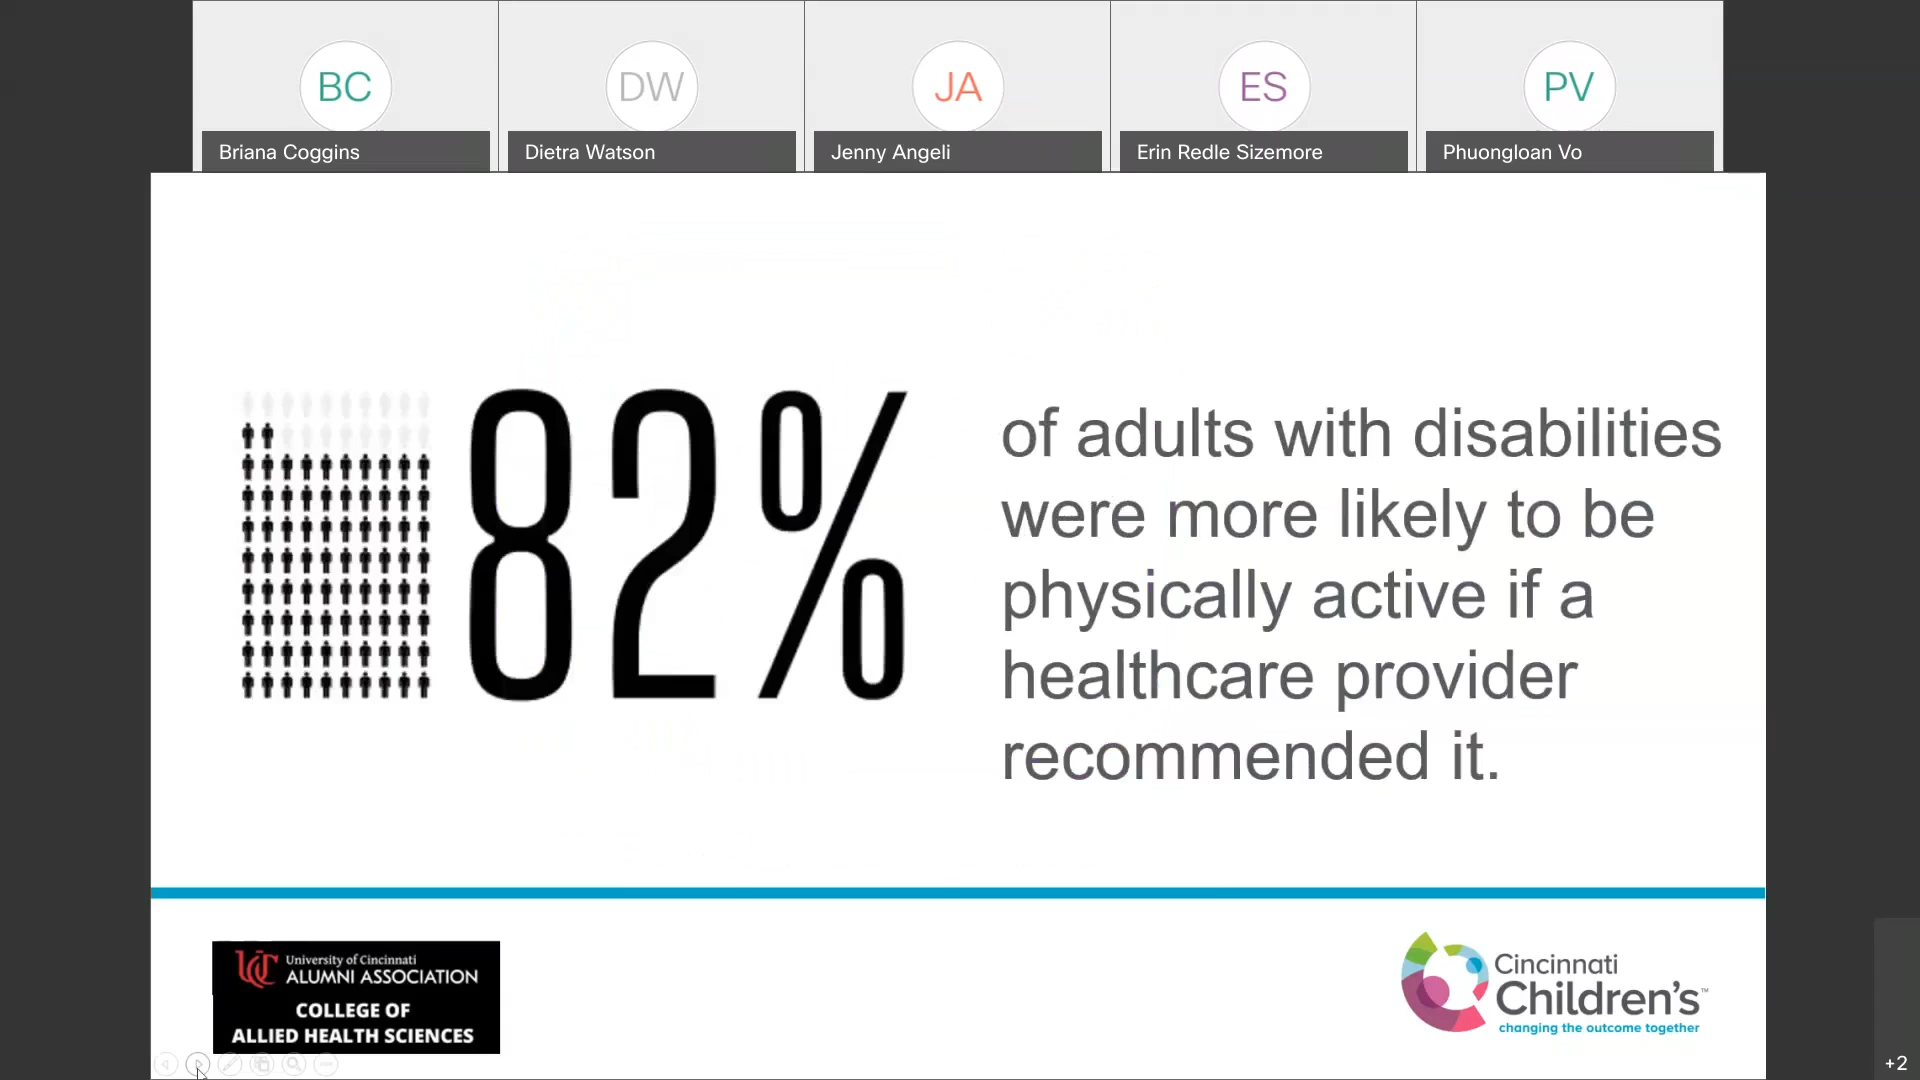 BC
DW
JA
ES
PV
Briana Coggins
Dietra Watson
Jenny Angeli
Erin Redle Sizemore
Phuongloan Vo
82%
of adults with disabilities
were more likely to be
physically active if a
healthcare provider
recommended it.
UC
University of Cincinnati
ALUMNI ASSOCIATION
COLLEGE OF
ALLIED HEALTH SCIENCES
Cincinnati
Children's™
changing the outcome together
+2